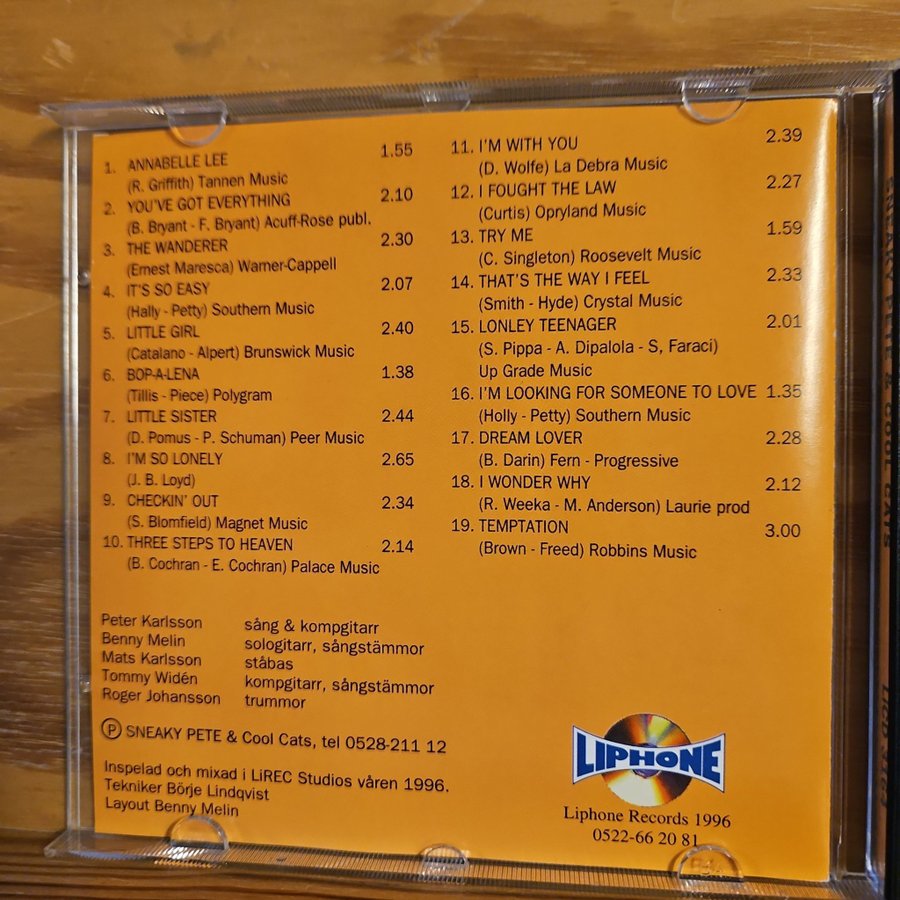 1. ANNABELLE LEE 1.55
(R. Griffith) Tannen Music
2. YOU'VE GOT EVERYTHING 2.10
(B. Bryant - F. Bryant) Acuff-Rose publ.
3. THE WANDERER 2.30
(Ernest Maresca) Warner-Cappell
4. IT'S SO EASY 2.07
(Hally - Petty) Southern Music
5. LITTLE GIRL 2.40
(Catalano - Alpert) Brunswick Music
6. BOP-A-LENA 1.38
(Tillis - Piece) Polygram
7. LITTLE SISTER 2.44
(D. Pomus - P. Schuman) Peer Music
8. I'M SO LONELY 2.65
(J. B. Loyd)
9. CHECKIN' OUT 2.34
(S. Blomfield) Magnet Music
10. THREE STEPS TO HEAVEN 2.14
(B. Cochran - E. Cochran) Palace Music
11. I'M WITH YOU 2.39
(D. Wolfe) La Debra Music
12. I FOUGHT THE LAW 2.27
(Curtis) Opryland Music
13. TRY ME 1.59
(C. Singleton) Roosevelt Music
14. THAT'S THE WAY I FEEL 2.33
(Smith - Hyde) Crystal Music
15. LONLEY TEENAGER 2.01
(S. Pippa - A. Dipalola - S, Faraci)
Up Grade Music
16. I'M LOOKING FOR SOMEONE TO LOVE 1.35
(Holly - Petty) Southern Music
17. DREAM LOVER 2.28
(B. Darin) Fern - Progressive
18. I WONDER WHY 2.12
(R. Weeka - M. Anderson) Laurie prod
19. TEMPTATION 3.00
(Brown - Freed) Robbins Music
Peter Karlsson sång & kompgitarr
Benny Melin sologitarr, sångstämmor
Mats Karlsson ståbas
Tommy Widén kompgitarr, sångstämmor
Roger Johansson trummor
Ⓟ SNEAKY PETE & Cool Cats, tel 0528-211 12
Inspelad och mixad i LiREC Studios våren 1996.
Tekniker Börje Lindqvist
Layout Benny Melin
LIPHONE
Liphone Records 1996
0522-66 20 81
SNEAKY PETE & COOL CATS